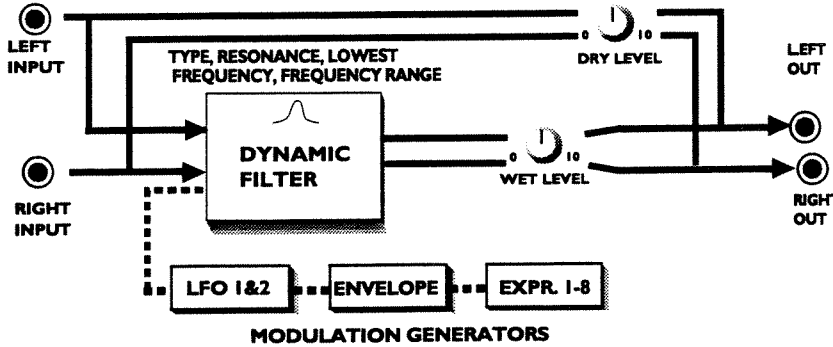 LEFT
INPUT
TYPE, RESONANCE, LOWEST
FREQUENCY, FREQUENCY RANGE
0 10
DRY LEVEL
LEFT
OUT
DYNAMIC
FILTER
0 10
WET LEVEL
RIGHT
INPUT
RIGHT
OUT
LFO 1&2
ENVELOPE
EXPR. 1-8
MODULATION GENERATORS